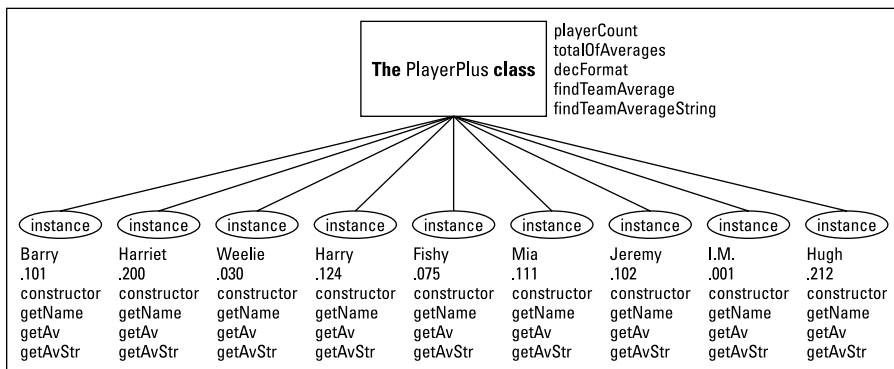 The PlayerPlus class
playerCount
totalOfAverages
decFormat
findTeamAverage
findTeamAverageString
instance instance instance instance instance instance instance instance instance
Barry Harriet Weelie Harry Fishy Mia Jeremy I.M. Hugh
.101 .200 .030 .124 .075 .111 .102 .001 .212
constructor constructor constructor constructor constructor constructor constructor constructor constructor
getName getName getName getName getName getName getName getName getName
getAv getAv getAv getAv getAv getAv getAv getAv getAv
getAvStr getAvStr getAvStr getAvStr getAvStr getAvStr getAvStr getAvStr getAvStr